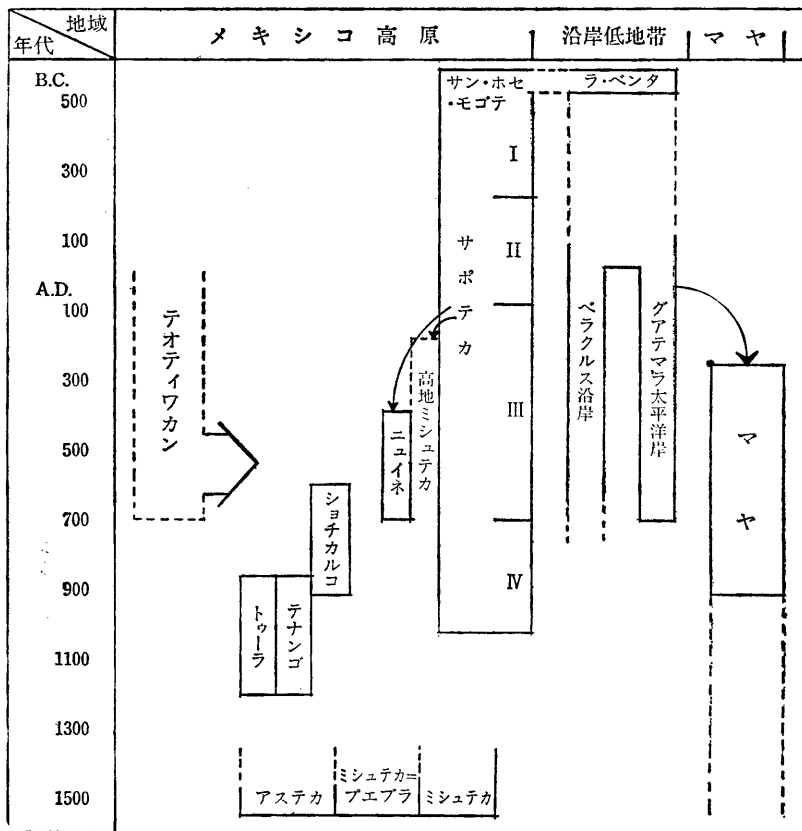 地域
年代
メキシコ高原
沿岸低地帯
マヤ
B.C.
500
300
100
A.D.
100
300
500
700
900
1100
1300
1500
サン・ホセ
・モゴテ
ラ・ベンタ
I
II
III
IV
サポテカ
テオティワカン
高地ミシュテカ
ニュイネ
ショチカルコ
トゥーラ
テナンゴ
ベラクルス沿岸
グアテマラ太平洋岸
マヤ
アステカ
ミシュテカ=
プエブラ
ミシュテカ